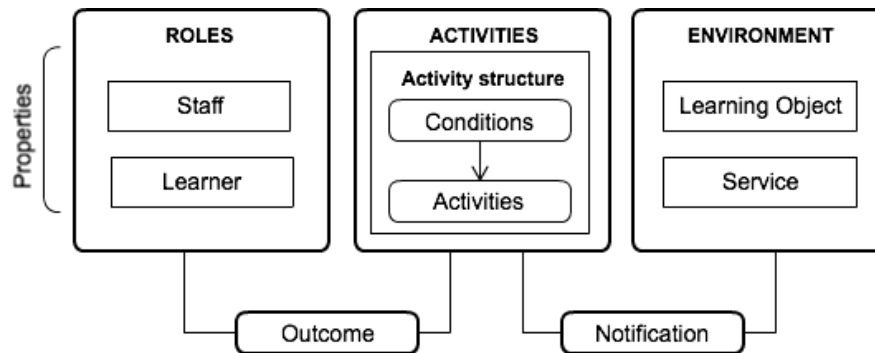 ROLES
ACTIVITIES
ENVIRONMENT
Properties
Staff
Learner
Activity structure
Conditions
Activities
Learning Object
Service
Outcome
Notification